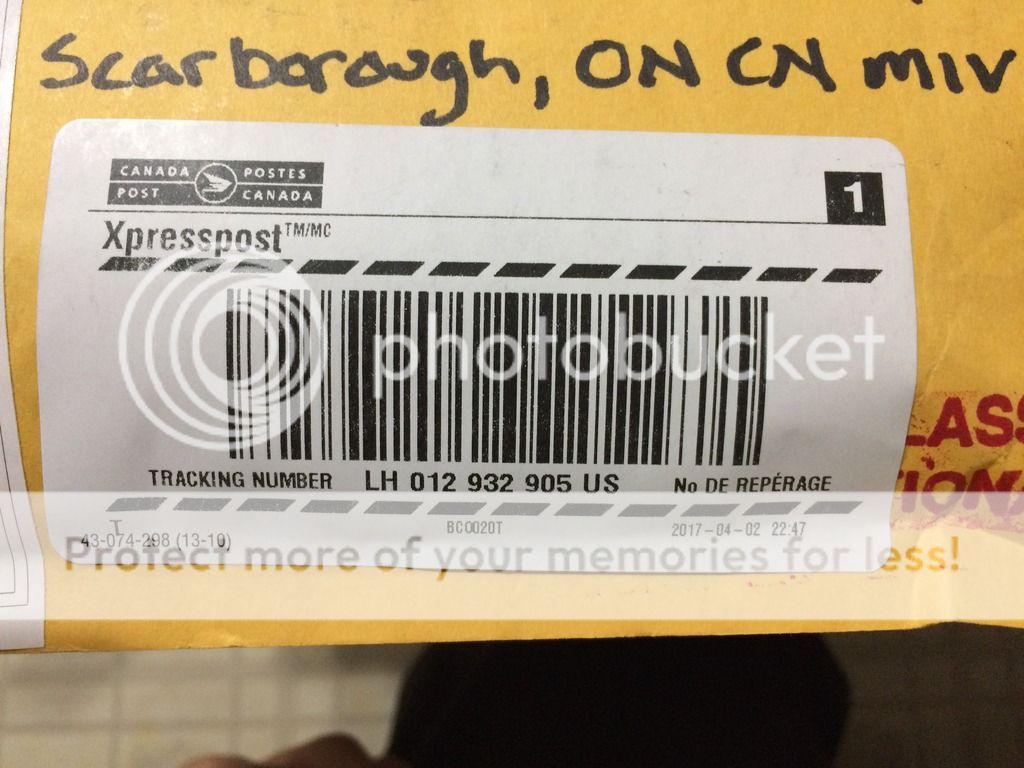 Scarborough, ON CN M1V
CANADA POSTES
POST CANADA
1
Xpresspost™/MC
photobucket
TRACKING NUMBER LH 012 932 905 US No DE REPÉRAGE
LASS
TIONA
I
43-074-298 (13-10) BC0020T 2017-04-02 22:47
Protect more of your memories for less!